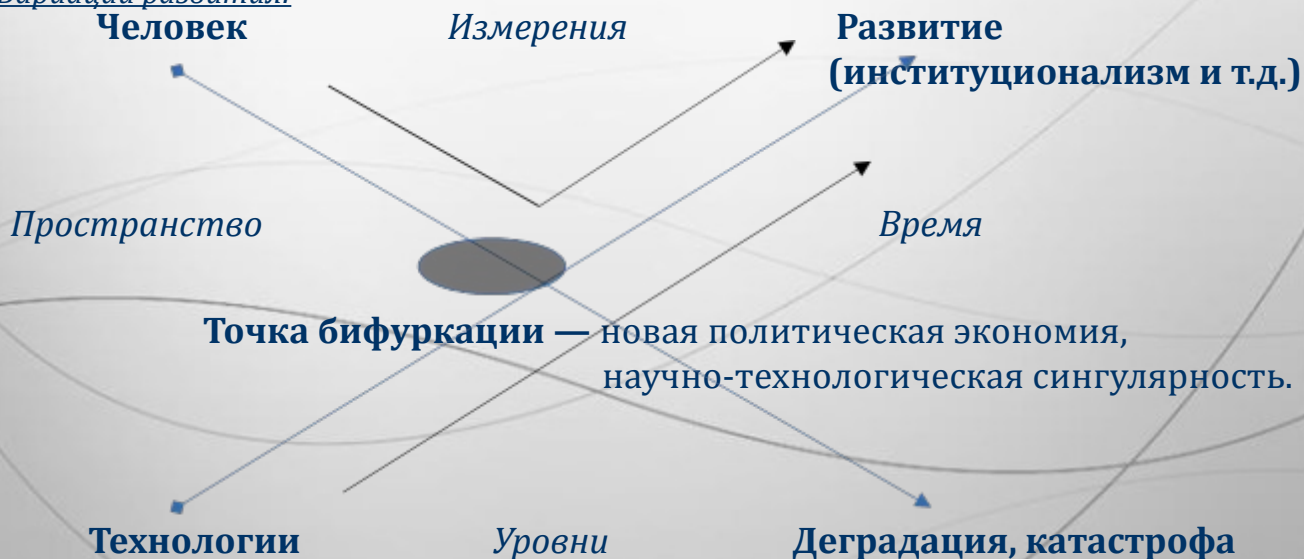 Человек Измерения Развитие
(институционализм и т.д.)
Пространство Время
Точка бифуркации — новая политическая экономия,
научно-технологическая сингулярность.
Технологии Уровни Деградация, катастрофа